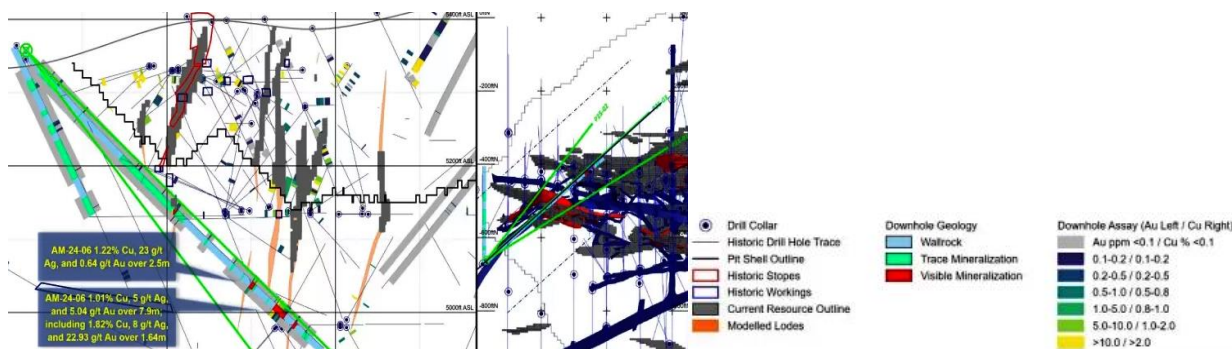 5400ft ASL
5200ft ASL
5000ft ASL
AM-24-06 1.22% Cu, 23 g/t
Ag, and 0.64 g/t Au over 2.5m
AM-24-06 1.01% Cu, 5 g/t Ag,
and 5.04 g/t Au over 7.9m,
including 1.82% Cu, 8 g/t Ag,
and 22.93 g/t Au over 1.64m
-200ftN
-400ftN
-600ftN
-800ftN
Drill Collar
Historic Drill Hole Trace
Pit Shell Outline
Historic Stopes
Historic Workings
Current Resource Outline
Modelled Lodes
Downhole Geology
Wallrock
Trace Mineralization
Visible Mineralization
Downhole Assay (Au Left / Cu Right)
Au ppm <0.1 / Cu % <0.1
0.1-0.2 / 0.1-0.2
0.2-0.5 / 0.2-0.5
0.5-1.0 / 0.5-0.8
1.0-5.0 / 0.8-1.0
5.0-10.0 / 1.0-2.0
>10.0 / >2.0